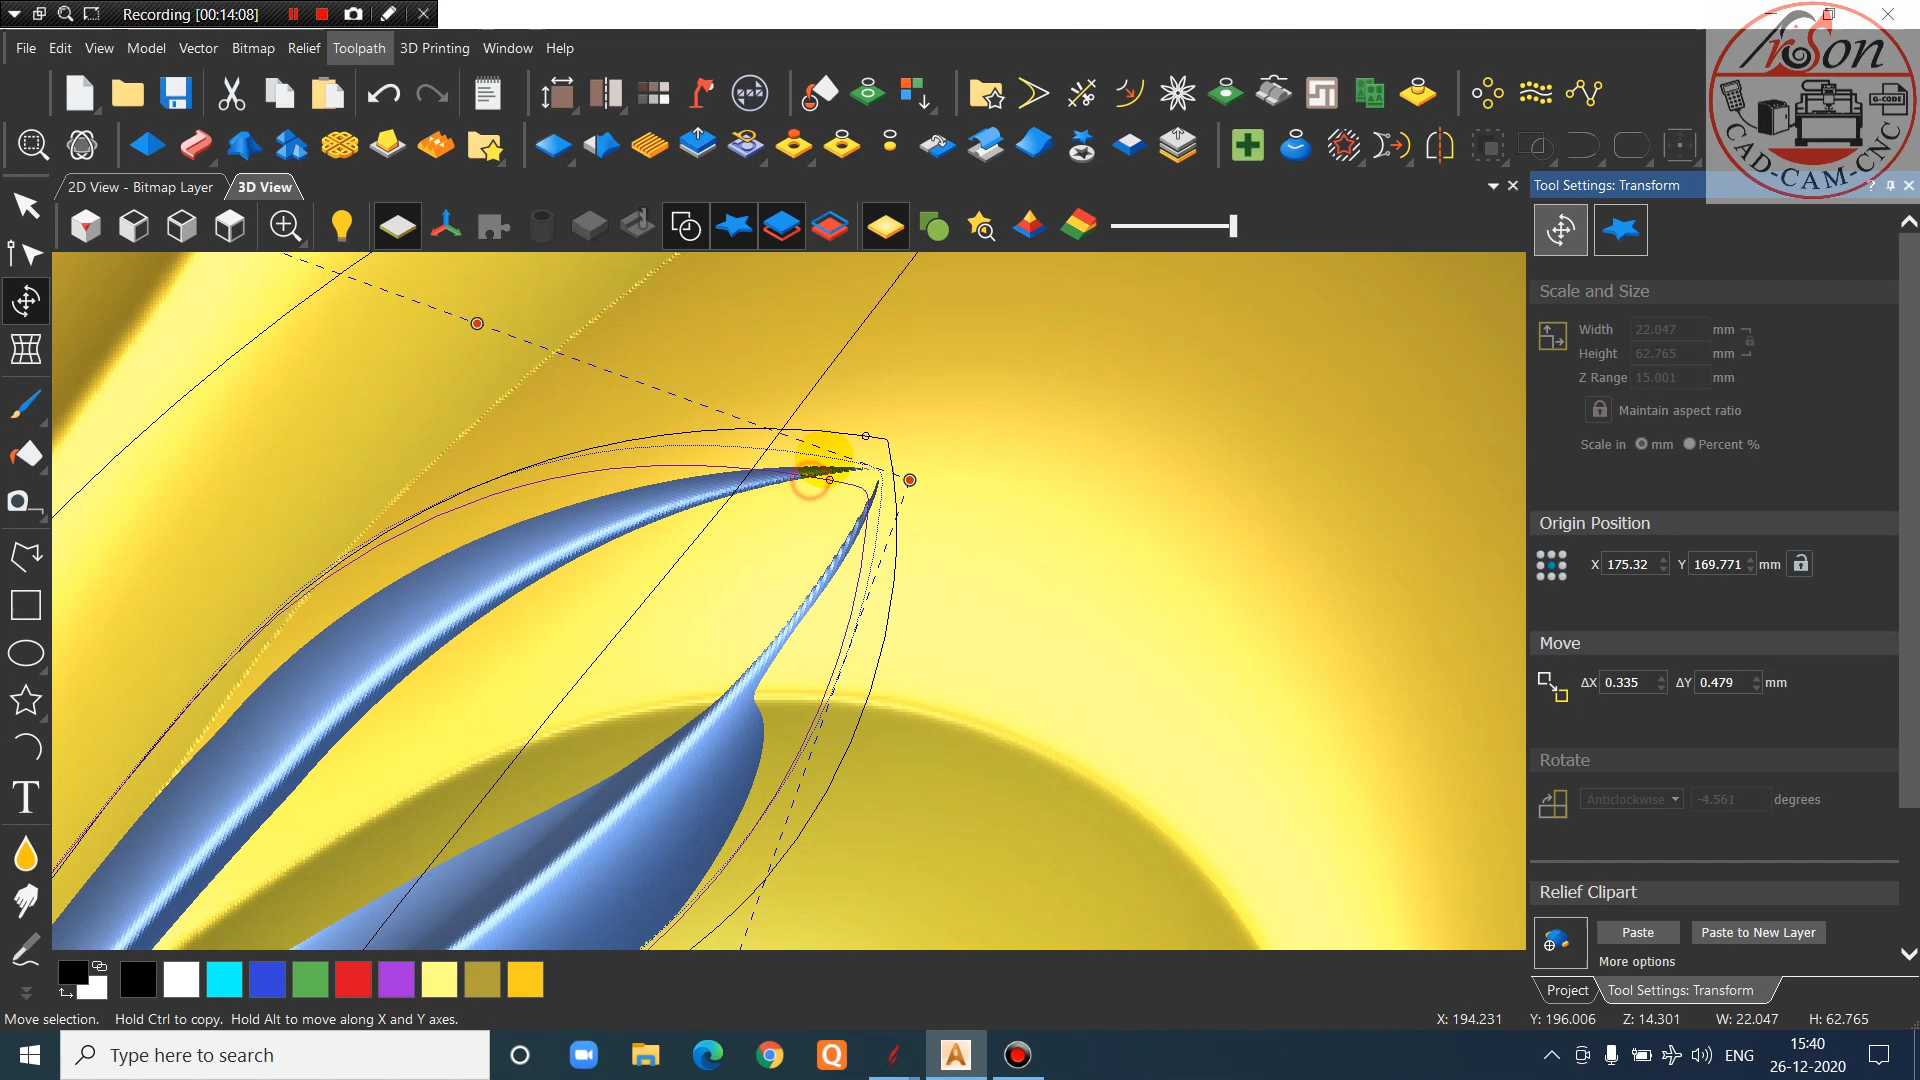 Recording [00:14:08]
File Edit View Model Vector Bitmap Relief Toolpath 3D Printing Window Help
ArSon
G-CODE
CAD-CAM-CNC
2D View - Bitmap Layer
3D View
Tool Settings: Transform
Scale and Size
Width 22.047 mm
Height 62.765 mm
Z Range 15.001 mm
Maintain aspect ratio
Scale in mm Percent %
Origin Position
X 175.32 Y 169.771 mm
Move
ΔX 0.335 ΔY 0.479 mm
Rotate
Anticlockwise -4.561 degrees
Relief Clipart
Paste Paste to New Layer
More options
Project Tool Settings: Transform
Move selection. Hold Ctrl to copy. Hold Alt to move along X and Y axes.
X: 194.231 Y: 196.006 Z: 14.301 W: 22.047 H: 62.765
Type here to search
ENG
15:40
26-12-2020